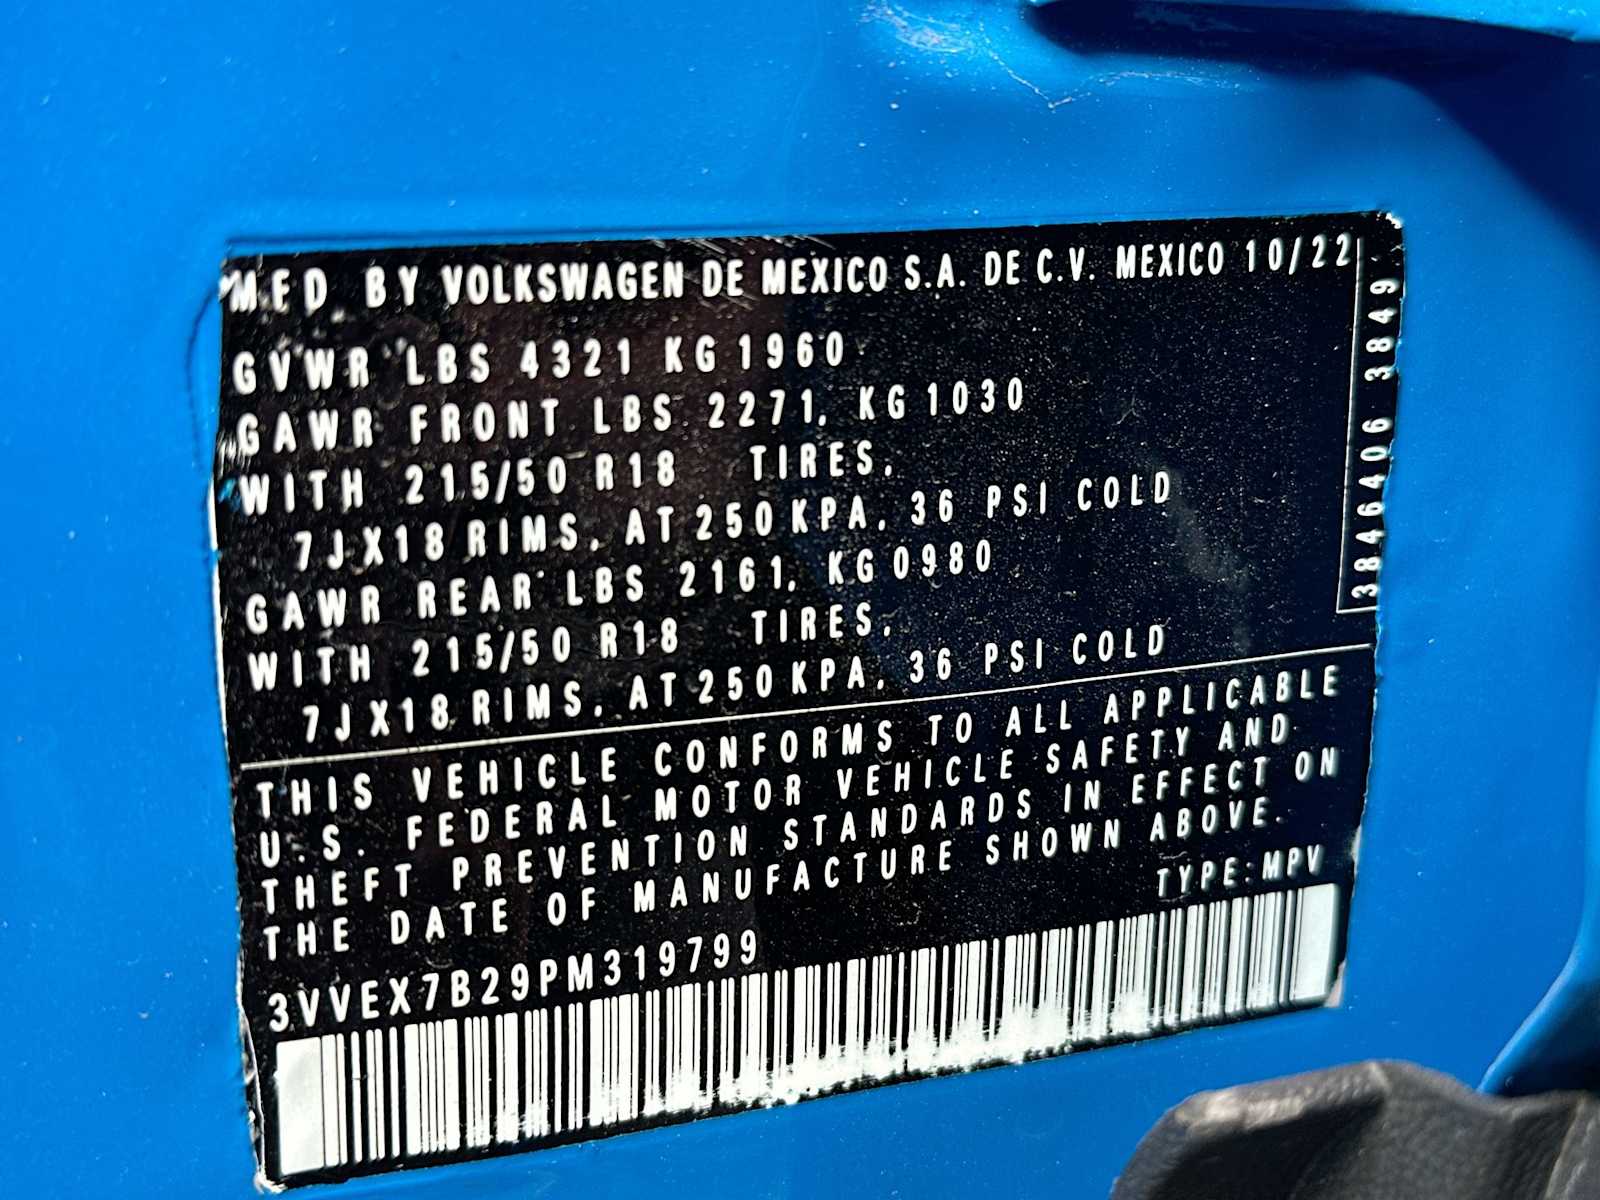 MFD. BY VOLKSWAGEN DE MEXICO S.A. DE C.V. MEXICO 10/22
GVWR LBS 4321 KG 1960
GAWR FRONT LBS 2271, KG 1030
WITH 215/50 R18 TIRES,
7JX18 RIMS, AT 250 KPA, 36 PSI COLD
GAWR REAR LBS 2161, KG 0980
WITH 215/50 R18 TIRES,
7JX18 RIMS, AT 250 KPA, 36 PSI COLD
3846406 3849
THIS VEHICLE CONFORMS TO ALL APPLICABLE
U.S. FEDERAL MOTOR VEHICLE SAFETY AND
THEFT PREVENTION STANDARDS IN EFFECT ON
THE DATE OF MANUFACTURE SHOWN ABOVE.
TYPE: MPV
3VVEX7B29PM319799